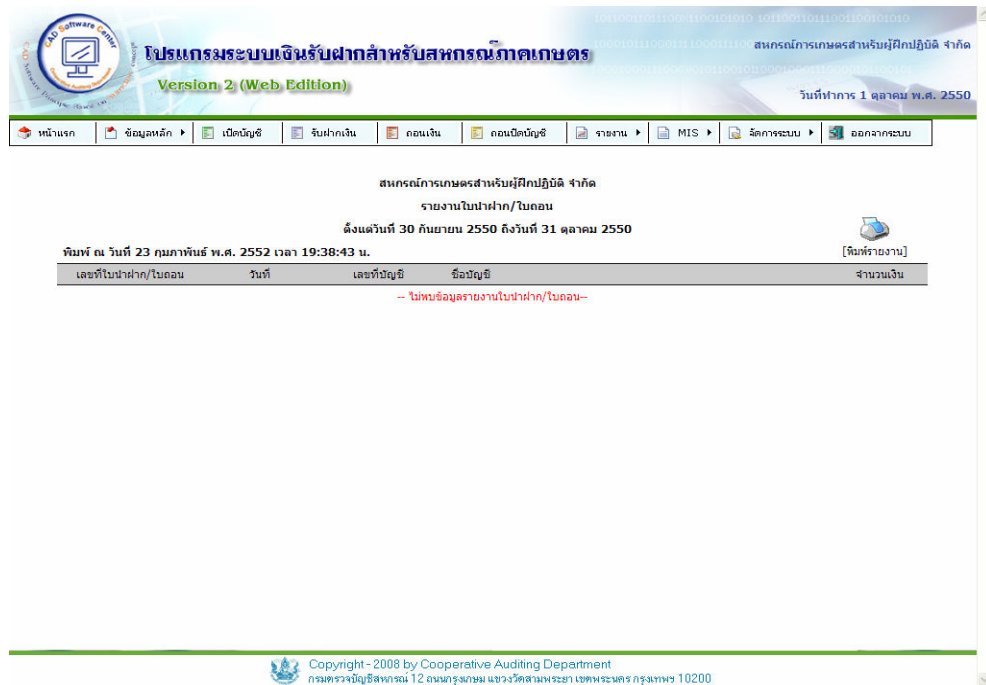 CAD Software Center
โปรแกรมระบบเงินรับฝากสำหรับสหกรณ์ภาคเกษตร
Version 2 (Web Edition)
สหกรณ์การเกษตรสำหรับผู้ฝึกปฏิบัติ จำกัด
วันที่ทำการ 1 ตุลาคม พ.ศ. 2550
หน้าแรก ข้อมูลหลัก เปิดบัญชี รับฝากเงิน ถอนเงิน ถอนปิดบัญชี รายงาน MIS จัดการระบบ ออกจากระบบ
สหกรณ์การเกษตรสำหรับผู้ฝึกปฏิบัติ จำกัด
รายงานใบนำฝาก/ใบถอน
ตั้งแต่วันที่ 30 กันยายน 2550 ถึงวันที่ 31 ตุลาคม 2550
พิมพ์ ณ วันที่ 23 กุมภาพันธ์ พ.ศ. 2552 เวลา 19:38:43 น. [พิมพ์รายงาน]
เลขที่ใบนำฝาก/ใบถอน วันที่ เลขที่บัญชี ชื่อบัญชี จำนวนเงิน
-- ไม่พบข้อมูลรายงานใบนำฝาก/ใบถอน--
Copyright - 2008 by Cooperative Auditing Department
กรมตรวจบัญชีสหกรณ์ 12 ถนนกรุงเกษม แขวงวัดสามพระยา เขตพระนคร กรุงเทพฯ 10200